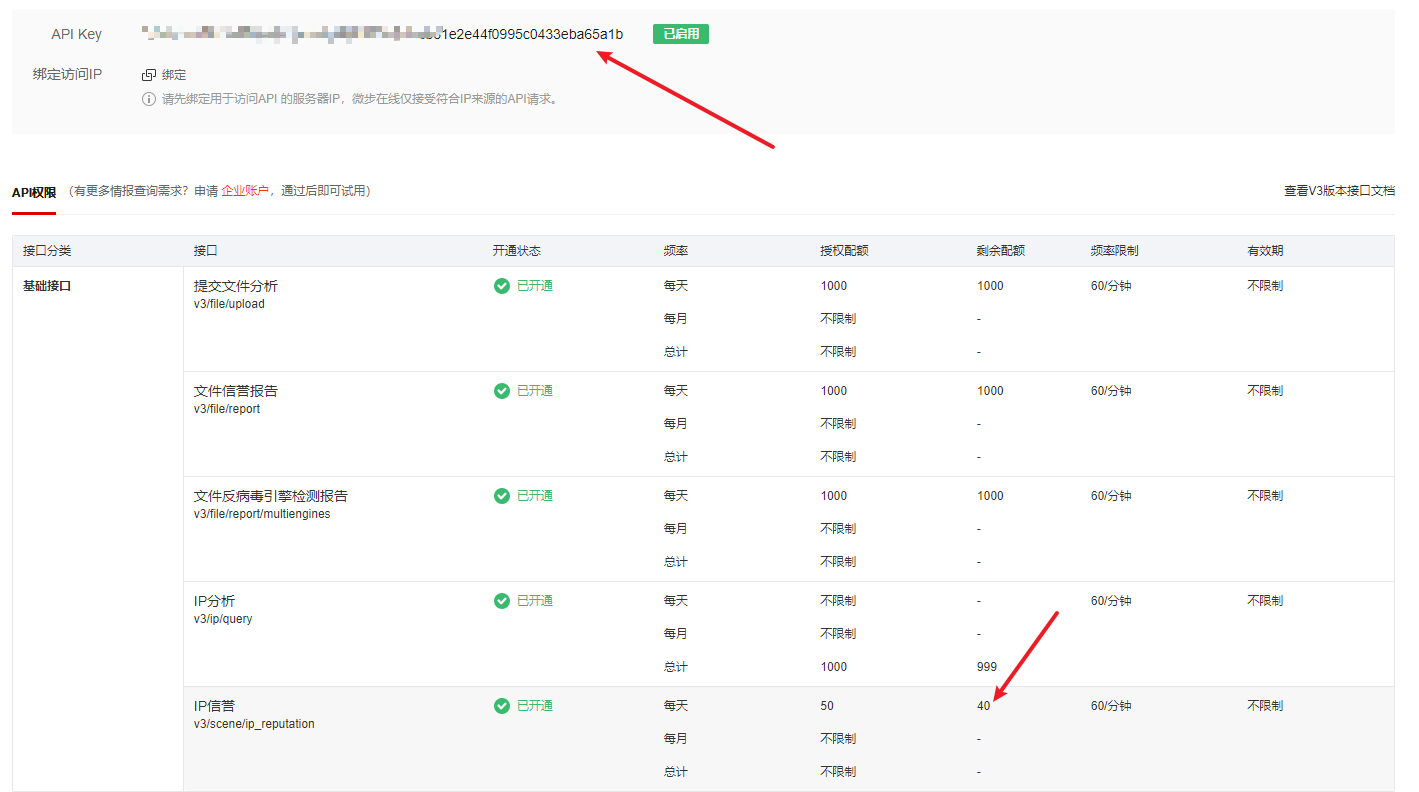 API Key 1e2e44f0995c0433eba65a1b 已启用
绑定访问IP 绑定
请先绑定用于访问API 的服务器IP，微步在线仅接受符合IP来源的API请求。
API权限 （有更多情报查询需求？申请 企业账户，通过后即可试用） 查看V3版本接口文档
接口分类 接口 开通状态 频率 授权配额 剩余配额 频率限制 有效期
基础接口 提交文件分析 已开通 每天 1000 1000 60/分钟 不限制
v3/file/upload
每月 不限制 -
总计 不限制 -
文件信誉报告 已开通 每天 1000 1000 60/分钟 不限制
v3/file/report
每月 不限制 -
总计 不限制 -
文件反病毒引擎检测报告 已开通 每天 1000 1000 60/分钟 不限制
v3/file/report/multiengines
每月 不限制 -
总计 不限制 -
IP分析 已开通 每天 不限制 - 60/分钟 不限制
v3/ip/query
每月 不限制 -
总计 1000 999
IP信誉 已开通 每天 50 40 60/分钟 不限制
v3/scene/ip_reputation
每月 不限制 -
总计 不限制 -